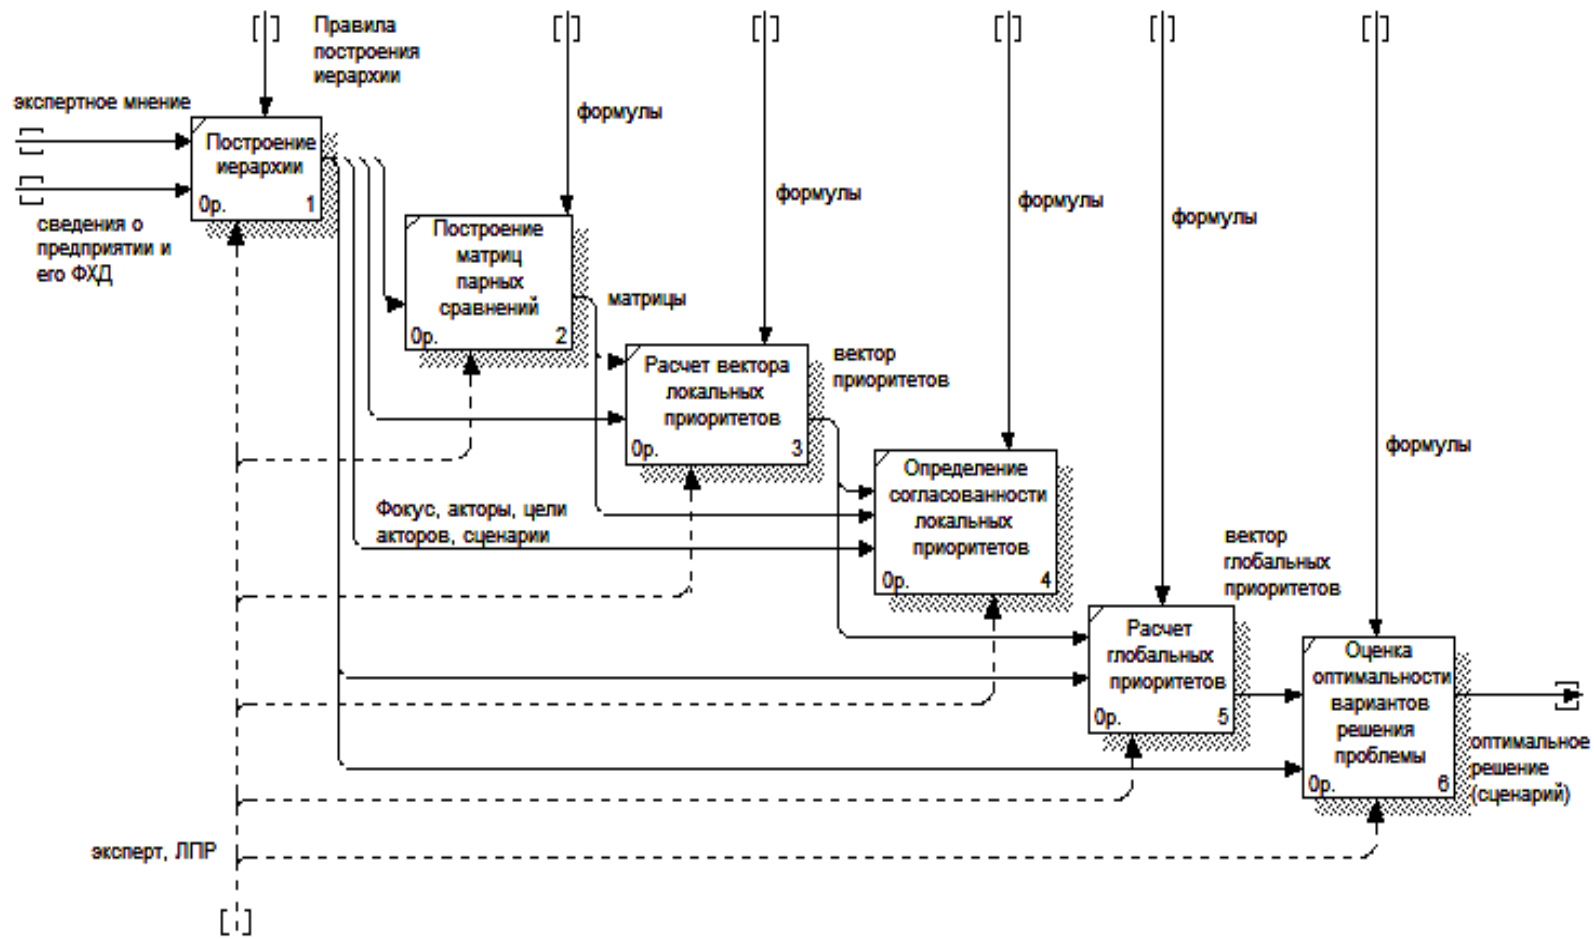 Правила
построения
иерархии
экспертное мнение
формулы
Построение
иерархии
0р. 1
формулы
формулы
формулы
сведения о
предприятии и
его ФХД
Построение
матриц
парных
сравнений
0р. 2
матрицы
вектор
приоритетов
Расчет вектора
локальных
приоритетов
0р. 3
формулы
Определение
согласованности
локальных
приоритетов
0р. 4
Фокус, акторы, цели
акторов, сценарии
вектор
глобальных
приоритетов
Расчет
глобальных
приоритетов
0р. 5
Оценка
оптимальности
вариантов
решения
проблемы
0р. 6
оптимальное
решение
(сценарий)
эксперт, ЛПР